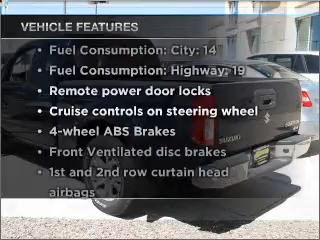 VEHICLE FEATURES
• Fuel Consumption: City: 14
• Fuel Consumption: Highway: 19
• Remote power door locks
• Cruise controls on steering wheel
• 4-wheel ABS Brakes
• Front Ventilated disc brakes
• 1st and 2nd row curtain head
airbags
SUZUKI